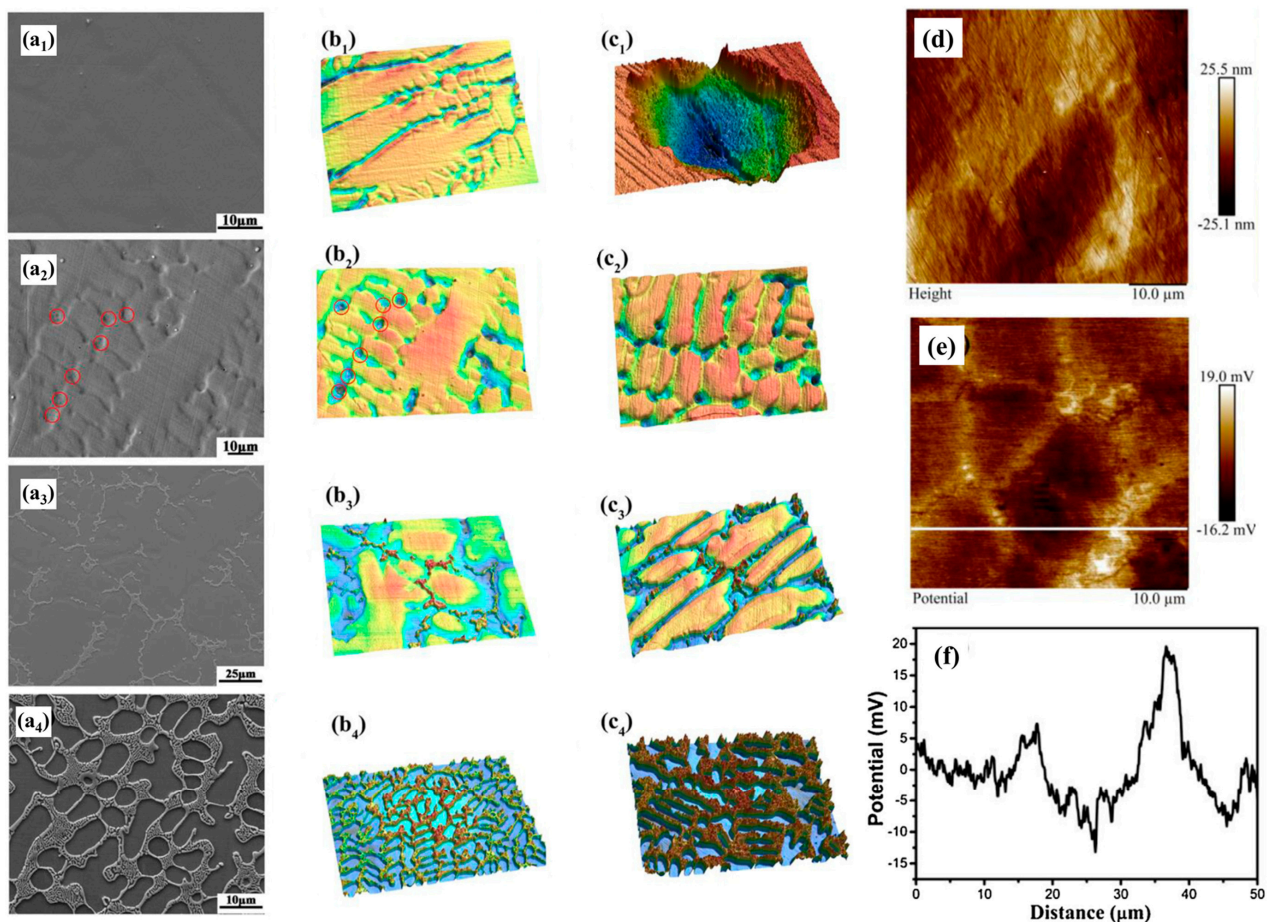 (a₁)
10μm
(a₂)
10μm
(a₃)
25μm
(a₄)
10μm
(b₁)
(b₂)
(b₃)
(b₄)
(c₁)
(c₂)
(c₃)
(c₄)
(d)
25.5 nm
-25.1 nm
Height
10.0 µm
(e)
19.0 mV
-16.2 mV
Potential
10.0 µm
(f)
Potential (mV)
20
15
10
5
0
-5
-10
-15
0 10 20 30 40 50
Distance (µm)